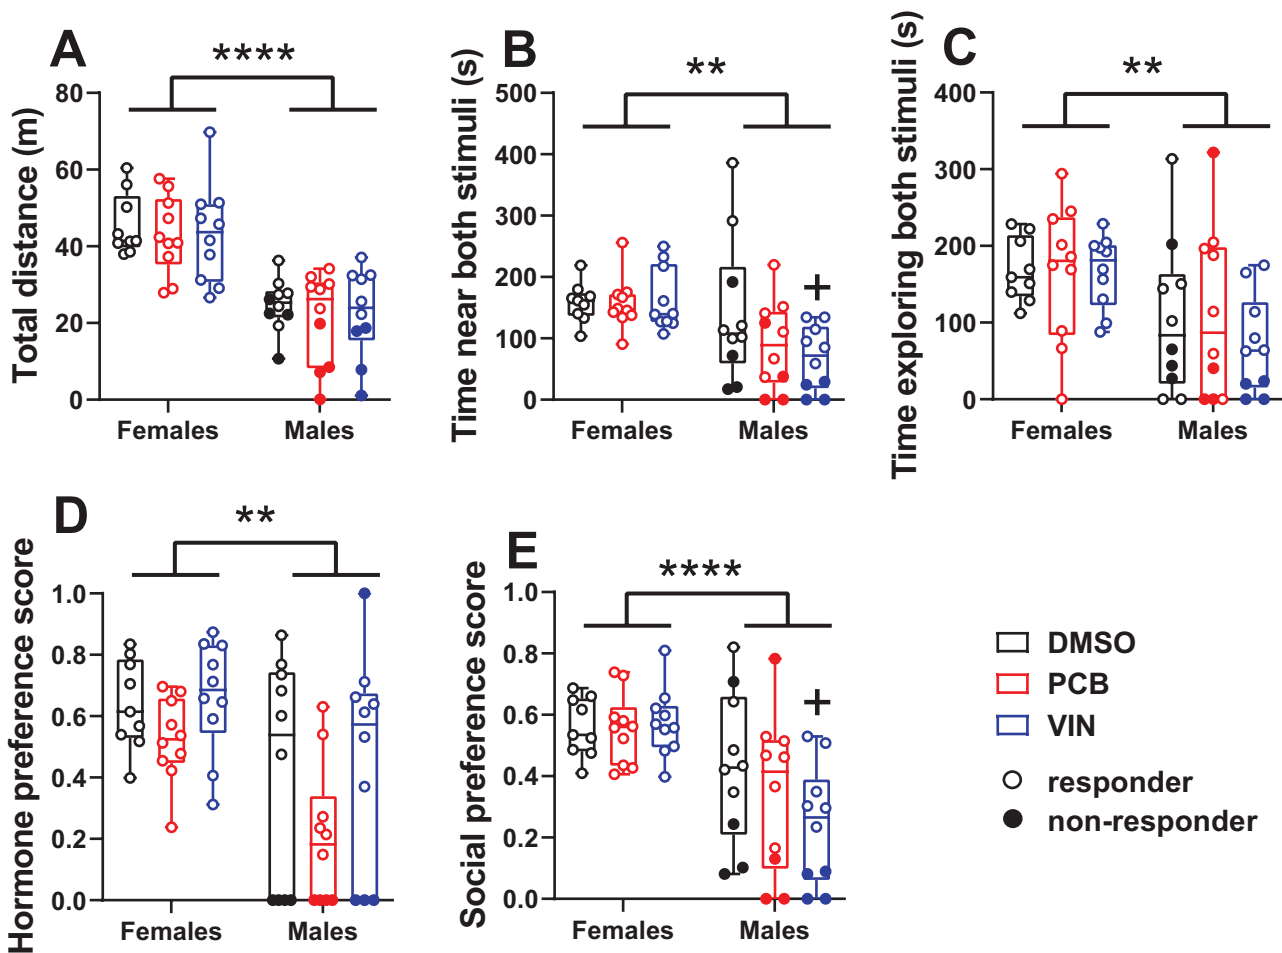 A
****
Total distance (m)
80
60
40
20
0
Females
Males
B
**
Time near both stimuli (s)
500
400
300
200
100
0
+
Females
Males
C
**
Time exploring both stimuli (s)
400
300
200
100
0
Females
Males
D
**
Hormone preference score
1.0
0.8
0.6
0.4
0.2
0.0
Females
Males
E
****
Social preference score
1.0
0.8
0.6
0.4
0.2
0.0
+
Females
Males
DMSO
PCB
VIN
responder
non-responder